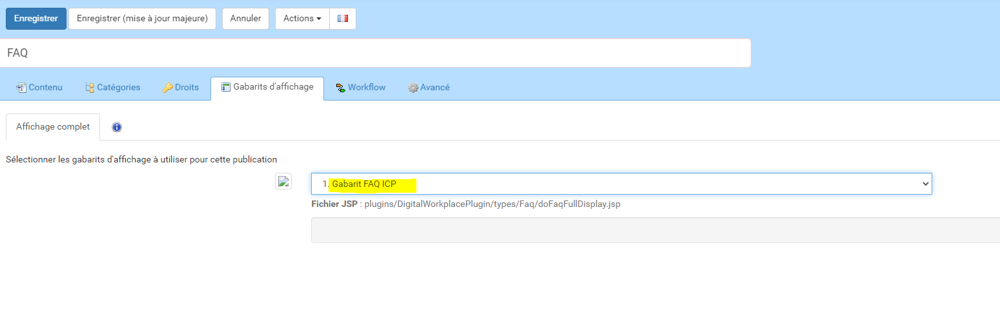 Enregistrer Enregistrer (mise à jour majeure) Annuler Actions
FAQ
Contenu Catégories Droits Gabarits d'affichage Workflow Avancé
Affichage complet
Sélectionner les gabarits d'affichage à utiliser pour cette publication
1. Gabarit FAQ ICP
Fichier JSP : plugins/DigitalWorkplacePlugin/types/Faq/doFaqFullDisplay.jsp